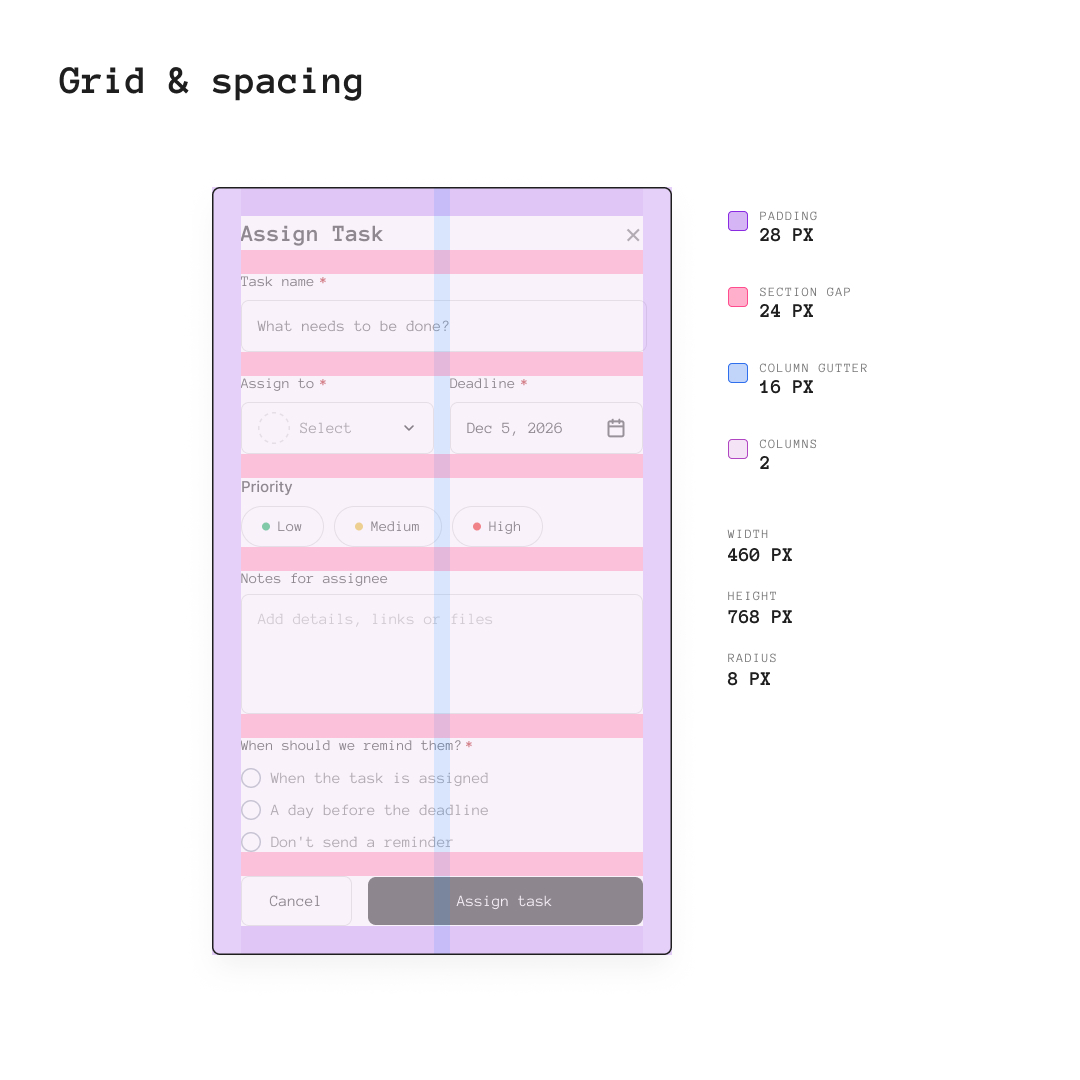 Grid & spacing
Assign Task
Task name *
What needs to be done?
Assign to *
Deadline *
Select
Dec 5, 2026
Priority
Low
Medium
High
Notes for assignee
Add details, links or files
When should we remind them? *
When the task is assigned
A day before the deadline
Don't send a reminder
Cancel
Assign task
PADDING
28 PX
SECTION GAP
24 PX
COLUMN GUTTER
16 PX
COLUMNS
2
WIDTH
460 PX
HEIGHT
768 PX
RADIUS
8 PX